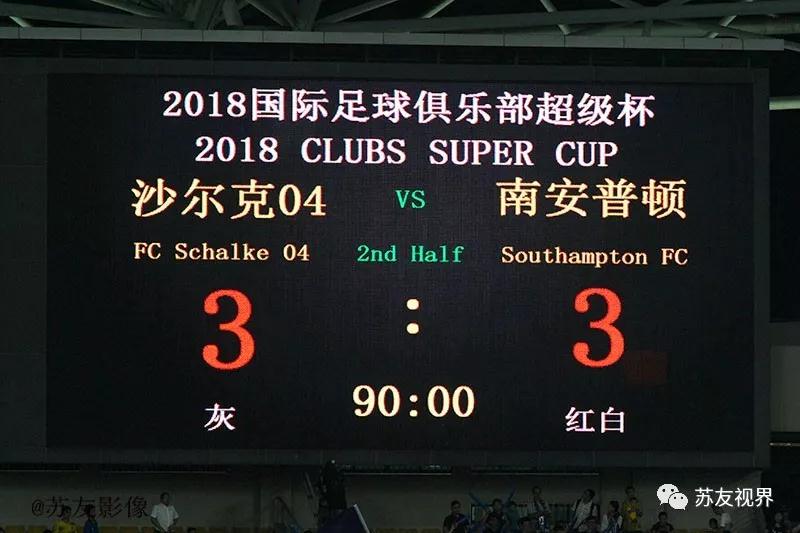 2018国际足球俱乐部超级杯
2018 CLUBS SUPER CUP
沙尔克04 VS 南安普顿
FC Schalke 04 2nd Half Southampton FC
3 : 3
灰 90:00 红白
@苏友影像
苏友视界